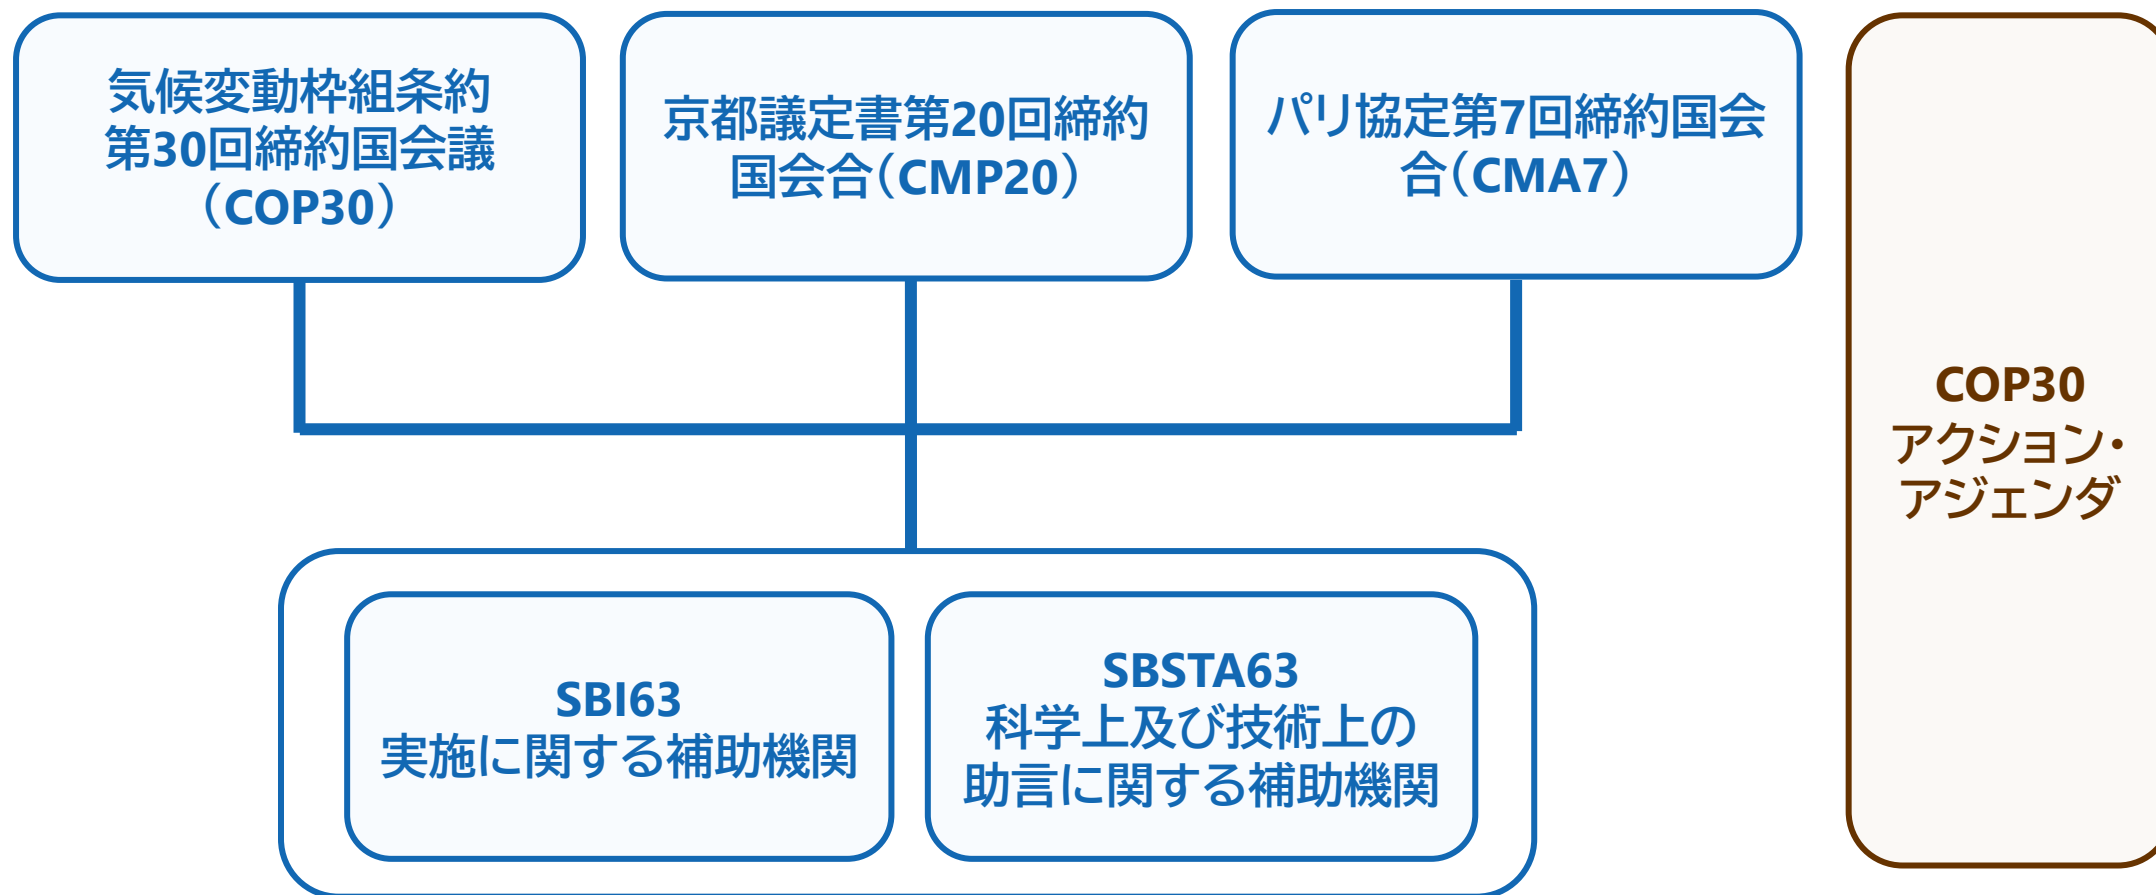 気候変動枠組条約
第30回締約国会議
（COP30）
京都議定書第20回締約
国会合（CMP20）
パリ協定第7回締約国会
合（CMA7）
COP30
アクション・
アジェンダ
SBI63
実施に関する補助機関
SBSTA63
科学上及び技術上の
助言に関する補助機関